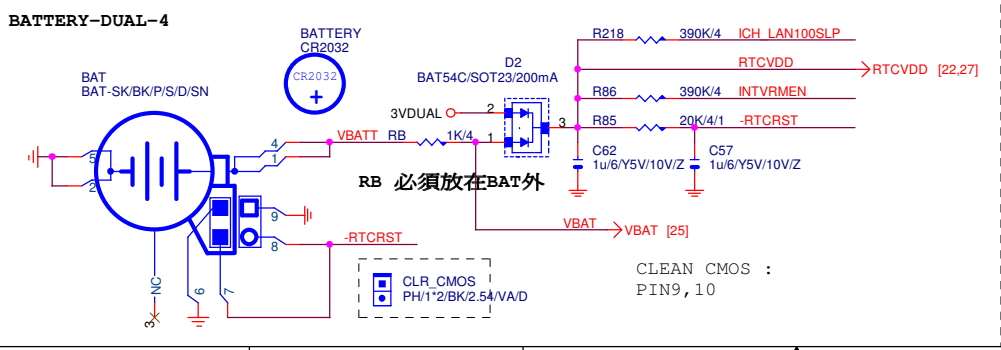 BATTERY-DUAL-4
BATTERY
CR2032
CR2032
+
BAT
BAT-SK/BK/P/S/D/SN
D2
BAT54C/SOT23/200mA
3VDUAL
2
1
3
R218 390K/4 ICH_LAN100SLP
RTCVDD
RTCVDD [22,27]
R86 390K/4 INTVRMEN
R85 20K/4/1 -RTCRST
C62
1u/6/Y5V/10V/Z
C57
1u/6/Y5V/10V/Z
VBATT RB 1K/4
4
1
5
2
RB 必須放在BAT外
VBAT
VBAT [25]
9
8
-RTCRST
NC
3
6
7
CLR_CMOS
PH/1*2/BK/2.54/VA/D
CLEAN CMOS :
PIN9,10